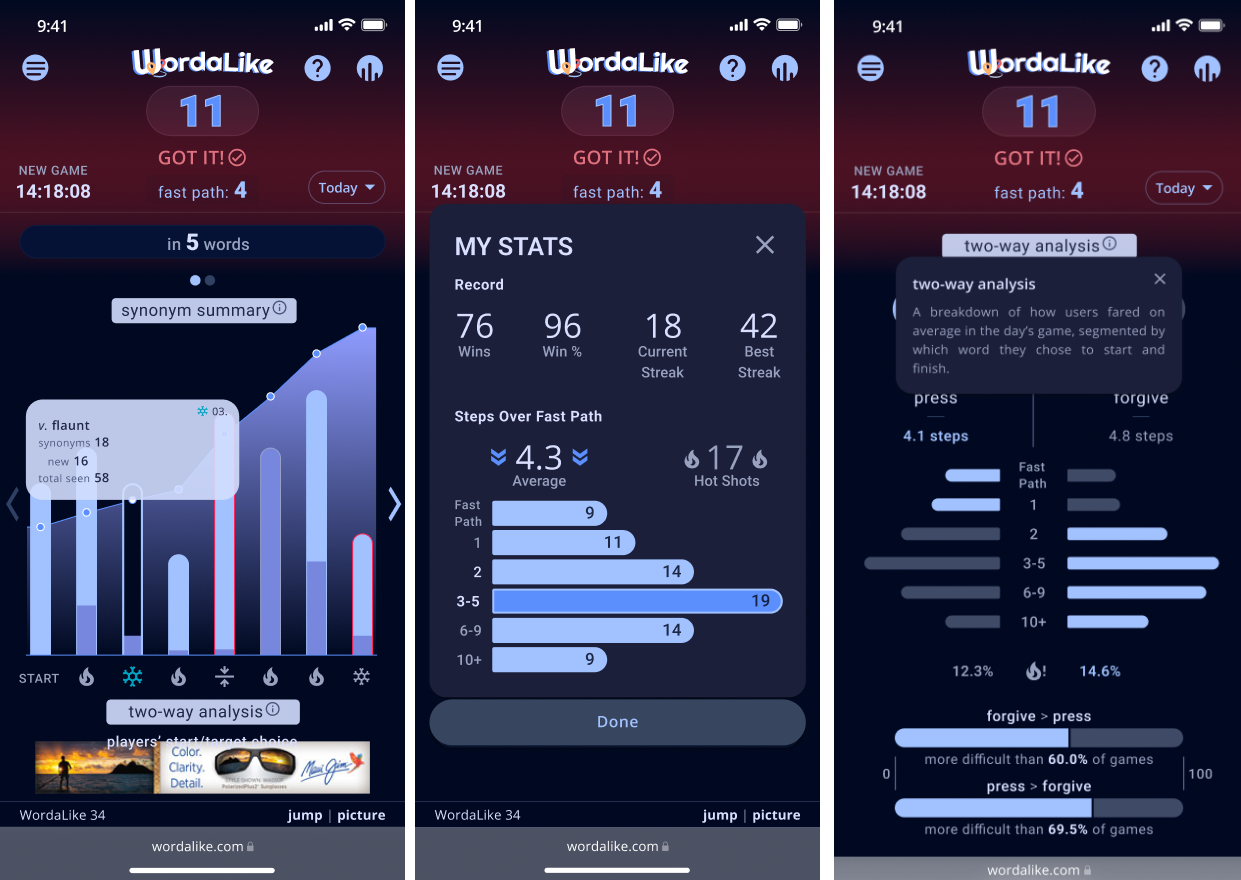 9:41
WordaLike
?
11
GOT IT!
NEW GAME
14:18:08
fast path: 4
Today
in 5 words
synonym summary
03.
v. flaunt
synonyms 18
new 16
total seen 58
START
two-way analysis
players' start/target choice
Color.
Clarity.
Detail.
STYLE SHOWN: WASSUP
PolarizedPlus2® Sunglasses
Maui Jim
WordaLike 34
jump | picture
wordalike.com
9:41
WordaLike
?
11
GOT IT!
NEW GAME
14:18:08
fast path: 4
MY STATS
Record
76
Wins
96
Win %
18
Current
Streak
42
Best
Streak
Steps Over Fast Path
4.3
Average
17
Hot Shots
Fast
Path
9
1
11
2
14
3-5
19
6-9
14
10+
9
Done
WordaLike 34
jump | picture
wordalike.com
9:41
WordaLike
?
11
GOT IT!
NEW GAME
14:18:08
fast path: 4
Today
two-way analysis
two-way analysis
A breakdown of how users fared on
average in the day's game, segmented by
which word they chose to start and
finish.
press
forgive
4.1 steps
4.8 steps
Fast
Path
1
2
3-5
6-9
10+
12.3%
!
14.6%
forgive > press
more difficult than 60.0% of games
0
100
press > forgive
more difficult than 69.5% of games
wordalike.com